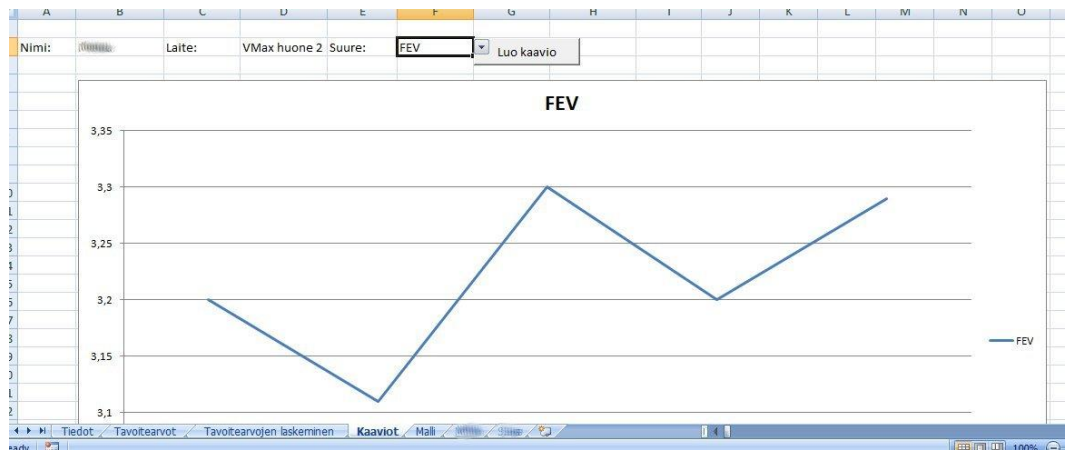 A B C D E F G H I J K L M N O
Nimi: Laite: VMax huone 2 Suure: FEV Luo kaavio
FEV
3,35
3,3
3,25
3,2
3,15
3,1
FEV
Tiedot Tavoitearvot Tavoitearvojen laskeminen Kaaviot Malli
100%